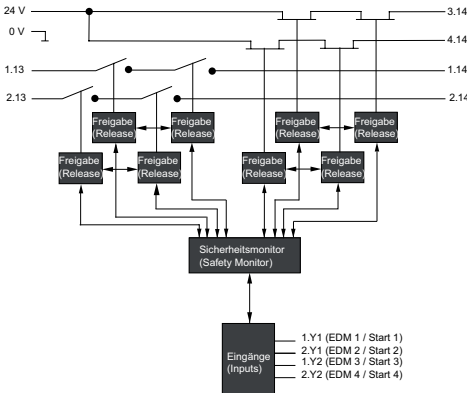 24 V
3.14
0 V
4.14
1.13
1.14
2.13
2.14
Freigabe
(Release)
Freigabe
(Release)
Freigabe
(Release)
Freigabe
(Release)
Freigabe
(Release)
Freigabe
(Release)
Freigabe
(Release)
Freigabe
(Release)
Sicherheitsmonitor
(Safety Monitor)
Eingänge
(Inputs)
1.Y1 (EDM 1 / Start 1)
2.Y1 (EDM 2 / Start 2)
1.Y2 (EDM 3 / Start 3)
2.Y2 (EDM 4 / Start 4)